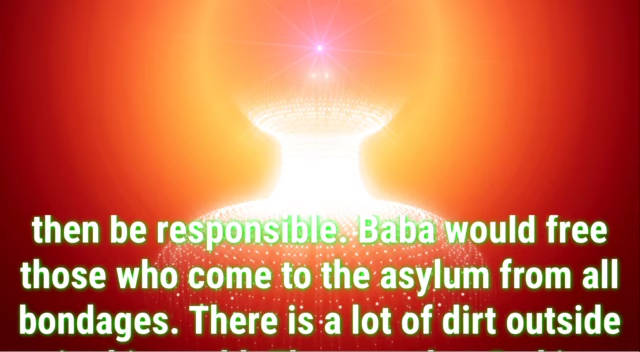 then be responsible. Baba would free
those who come to the asylum from all
bondages. There is a lot of dirt outside